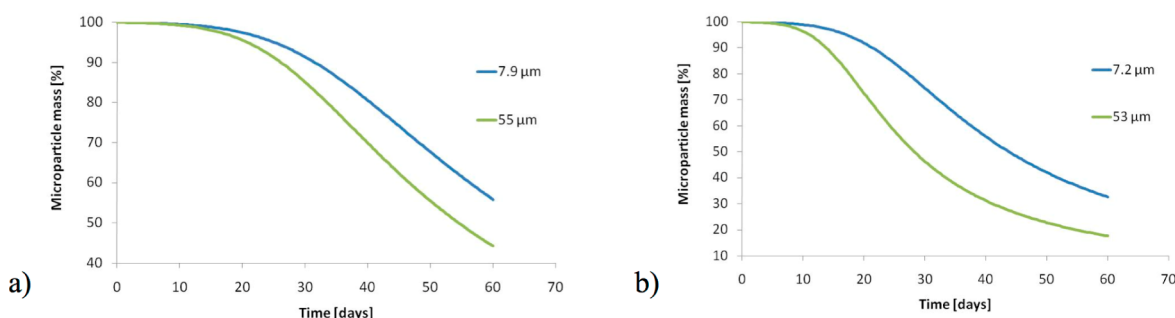 a)
Microparticle mass [%]
100
90
80
70
60
50
40
0 10 20 30 40 50 60 70
Time [days]
7.9 µm
55 µm
b)
Microparticle mass [%]
100
90
80
70
60
50
40
30
20
10
0 10 20 30 40 50 60 70
Time [days]
7.2 µm
53 µm